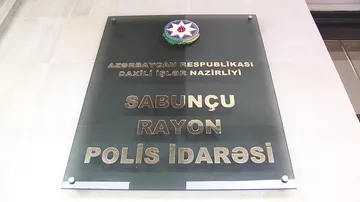 AZƏRBAYCAN RESPUBLİKASI
DAXİLİ İŞLƏR NAZİRLİYİ
SABUNÇU
RAYON
POLİS İDARƏSİ